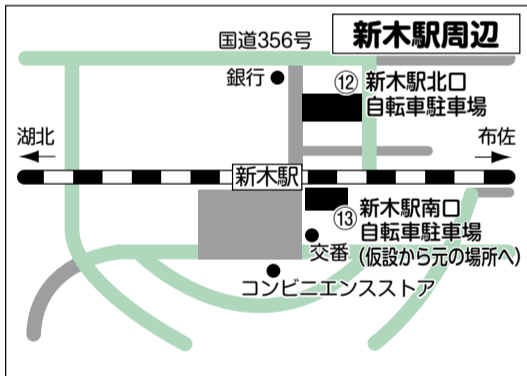 新木駅周辺
国道356号
銀行
⑫ 新木駅北口
自転車駐車場
湖北
布佐
新木駅
⑬ 新木駅南口
自転車駐車場
(仮設から元の場所へ)
交番
コンビニエンスストア